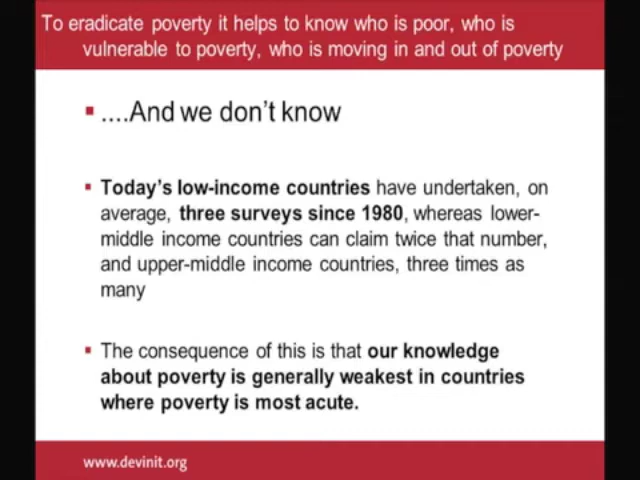 To eradicate poverty it helps to know who is poor, who is
vulnerable to poverty, who is moving in and out of poverty
....And we don't know
Today's low-income countries have undertaken, on
average, three surveys since 1980, whereas lower-
middle income countries can claim twice that number,
and upper-middle income countries, three times as
many
The consequence of this is that our knowledge
about poverty is generally weakest in countries
where poverty is most acute.
www.devinit.org